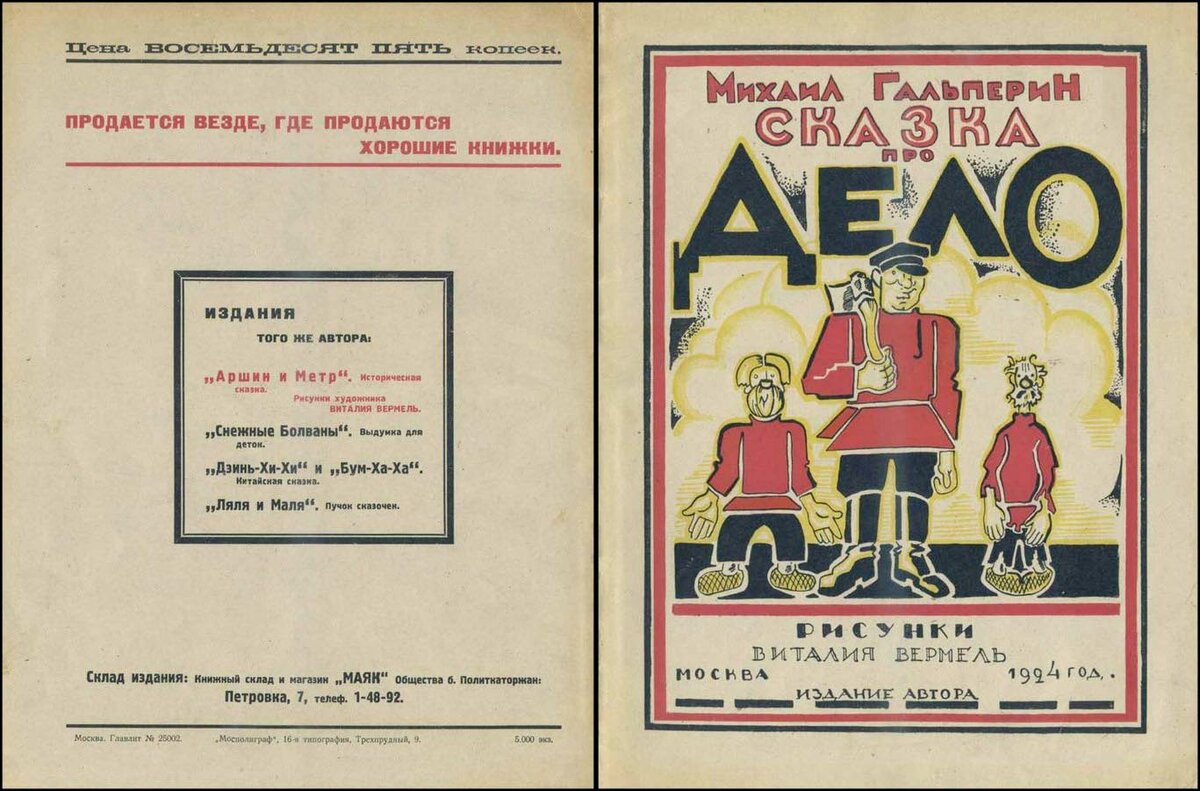 Цена ВОСЕМЬДЕСЯТ ПЯТЬ копеек.
ПРОДАЕТСЯ ВЕЗДЕ, ГДЕ ПРОДАЮТСЯ
ХОРОШИЕ КНИЖКИ.
ИЗДАНИЯ
ТОГО ЖЕ АВТОРА:
„Аршин и Метр“. Историческая
сказка.
Рисунки художника
ВИТАЛИЯ ВЕРМЕЛЬ.
„Снежные Болваны“. Выдумка для
деток.
„Дзинь-Хи-Хи“ и „Бум-Ха-Ха“.
Китайская сказка.
„Ляля и Маля“. Пучок сказочек.
Склад издания: Книжный склад и магазин „МАЯК“ Общества б. Политкаторжан:
Петровка, 7, телеф. 1-48-92.
Москва. Главлит № 25002. „Мосполиграф“, 16-я типография, Трехпрудный, 9. 5.000 экз.
Михаил Гальперин
СКАЗКА
ПРО
ДЕЛО
РИСУНКИ
ВИТАЛИЯ ВЕРМЕЛЬ
МОСКВА 1924 ГОД.
ИЗДАНИЕ АВТОРА